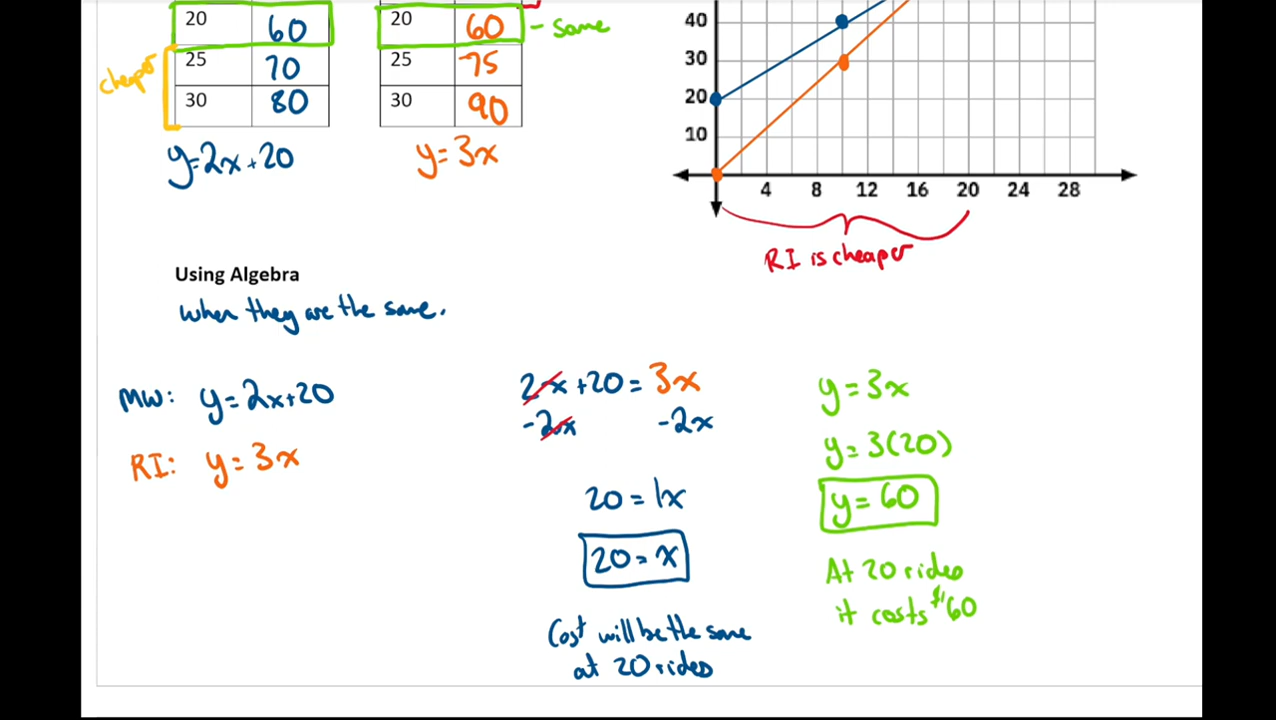 20 60
20 60 - same
cheaper
25 70
25 75
30 80
30 90
y=2x+20
y=3x
40
30
20
10
4 8 12 16 20 24 28
RI is cheaper
Using Algebra
when they are the same.
MW: y=2x+20
RI: y=3x
2x+20=3x
-2x -2x
20=1x
20=x
Cost will be the same
at 20 rides
y=3x
y=3(20)
y=60
At 20 rides
it costs $60